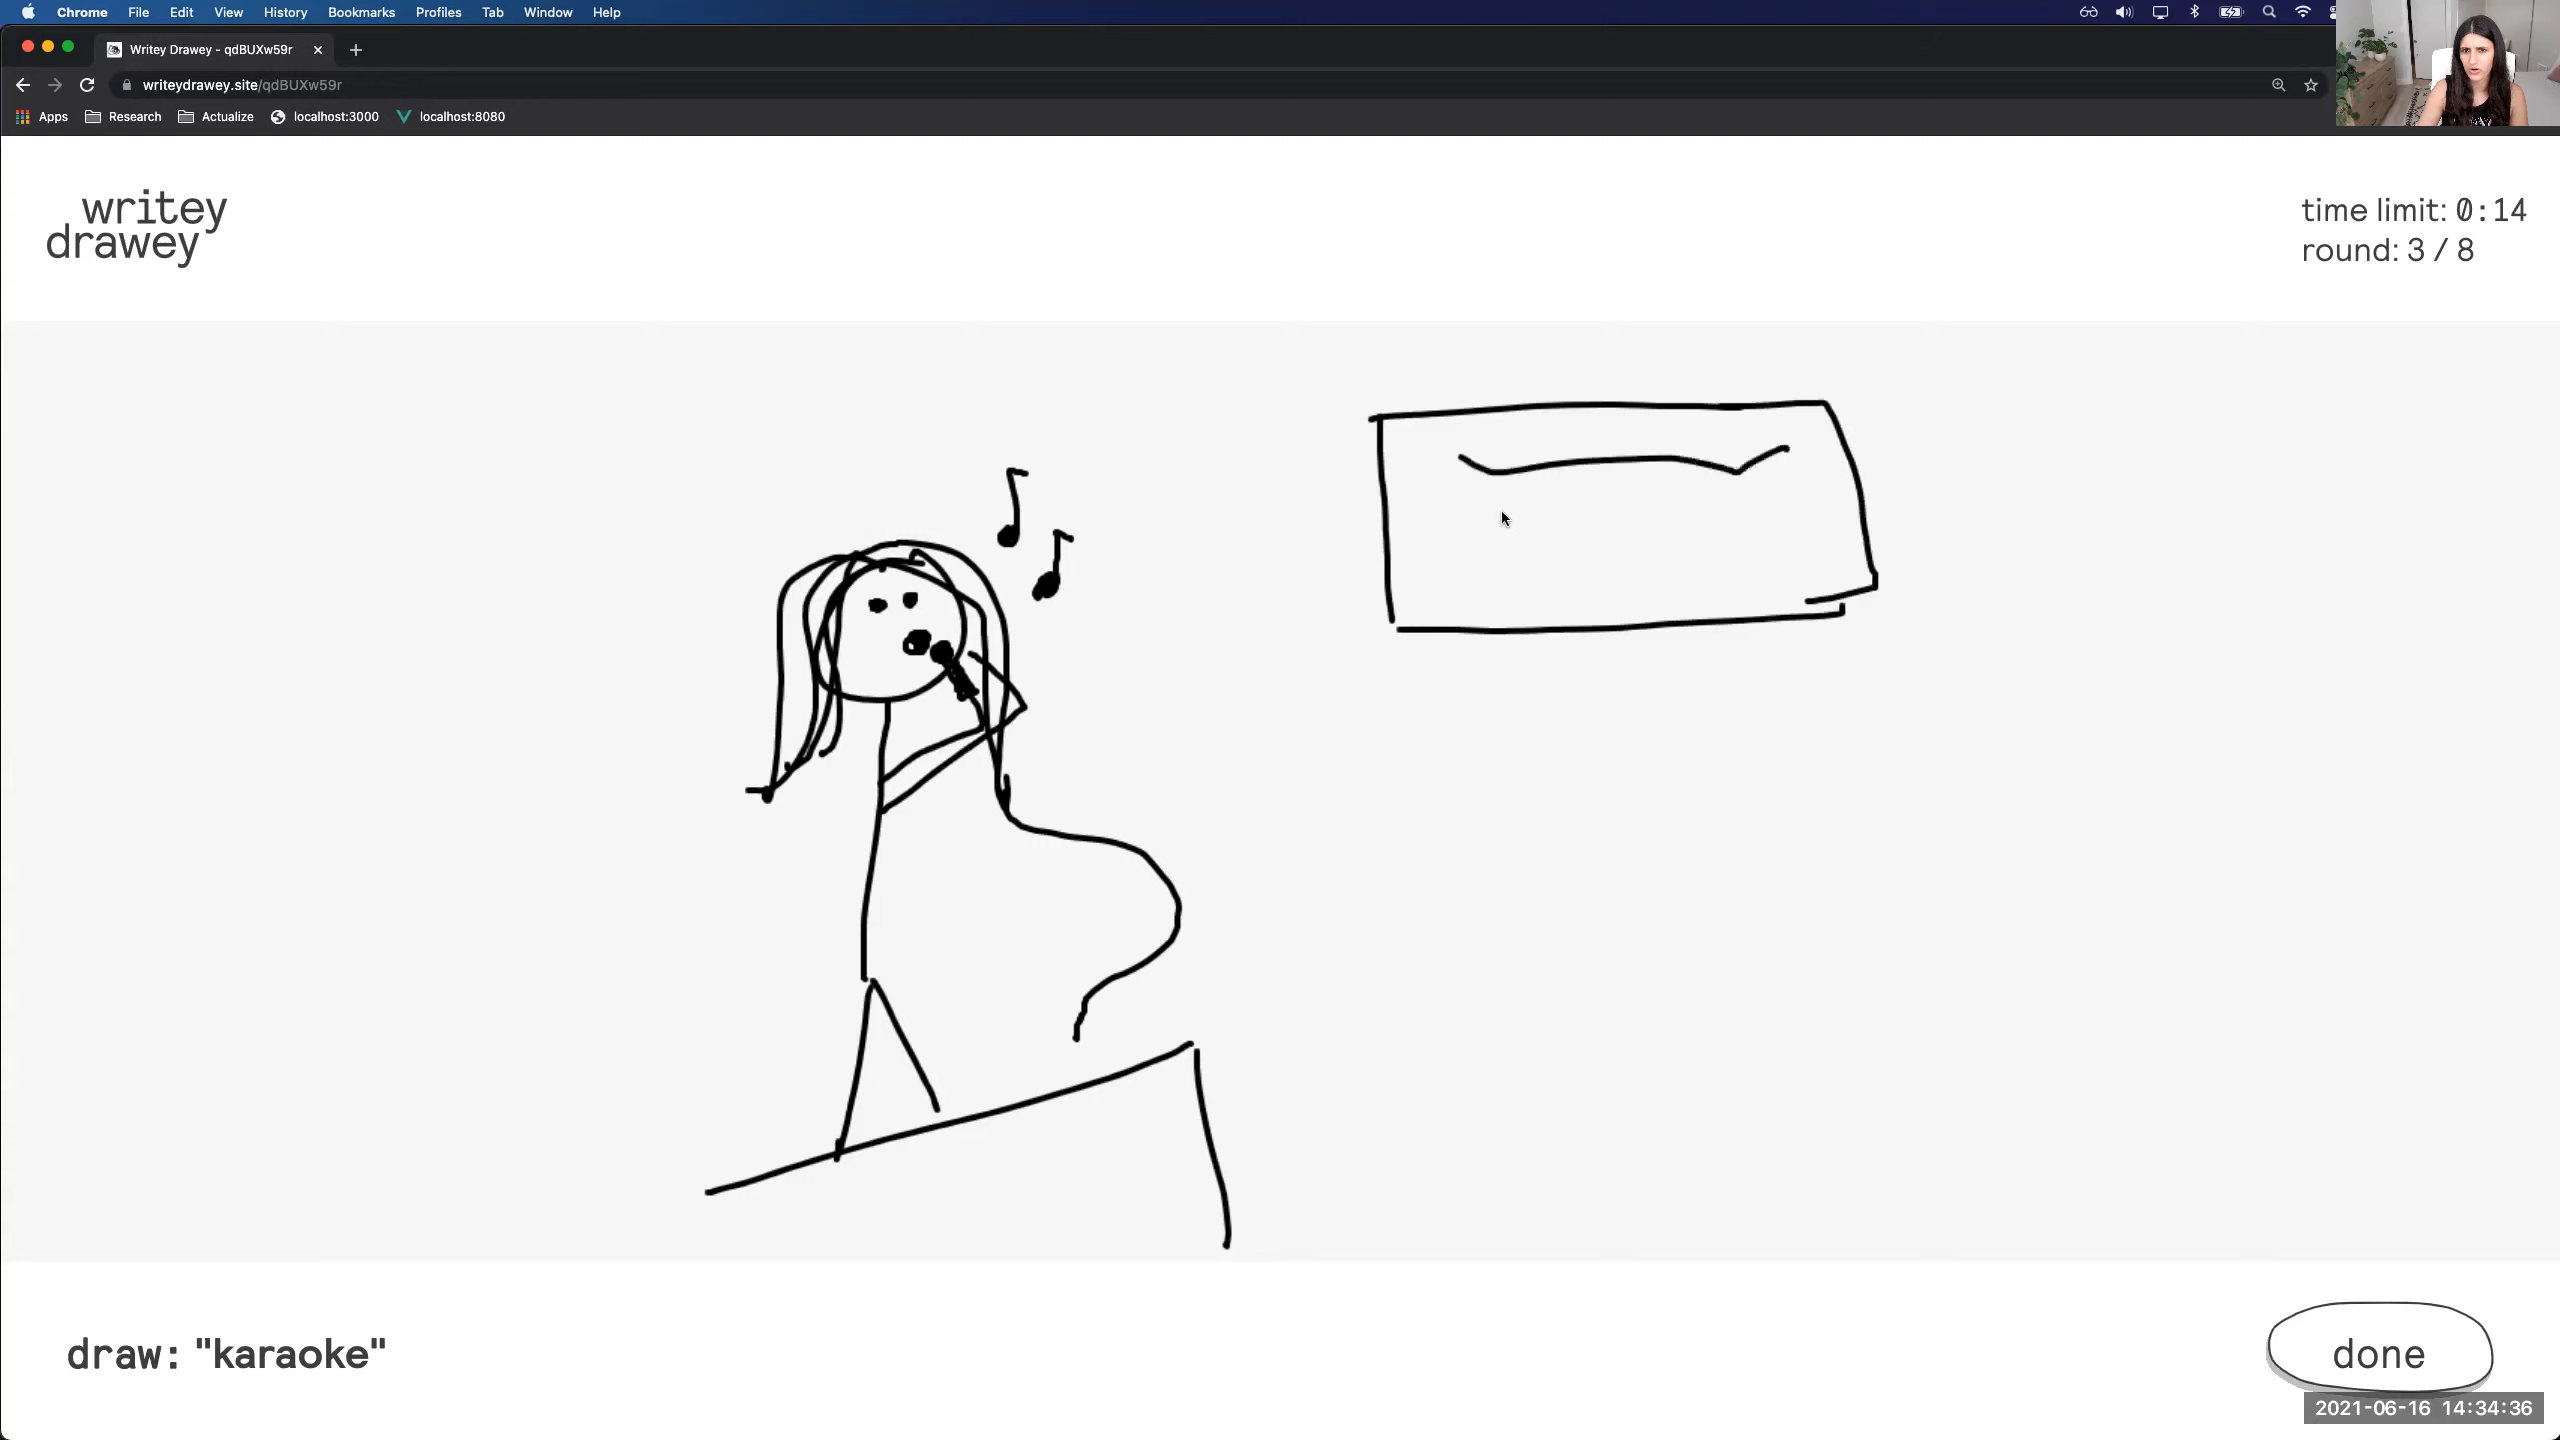 Chrome File Edit View History Bookmarks Profiles Tab Window Help
Writey Drawey - qdBUXw59r
writeydrawey.site/qdBUXw59r
Apps Research Actualize localhost:3000 localhost:8080
writey
drawey
time limit: 0:14
round: 3 / 8
draw: "karaoke"
done
2021-06-16 14:34:36